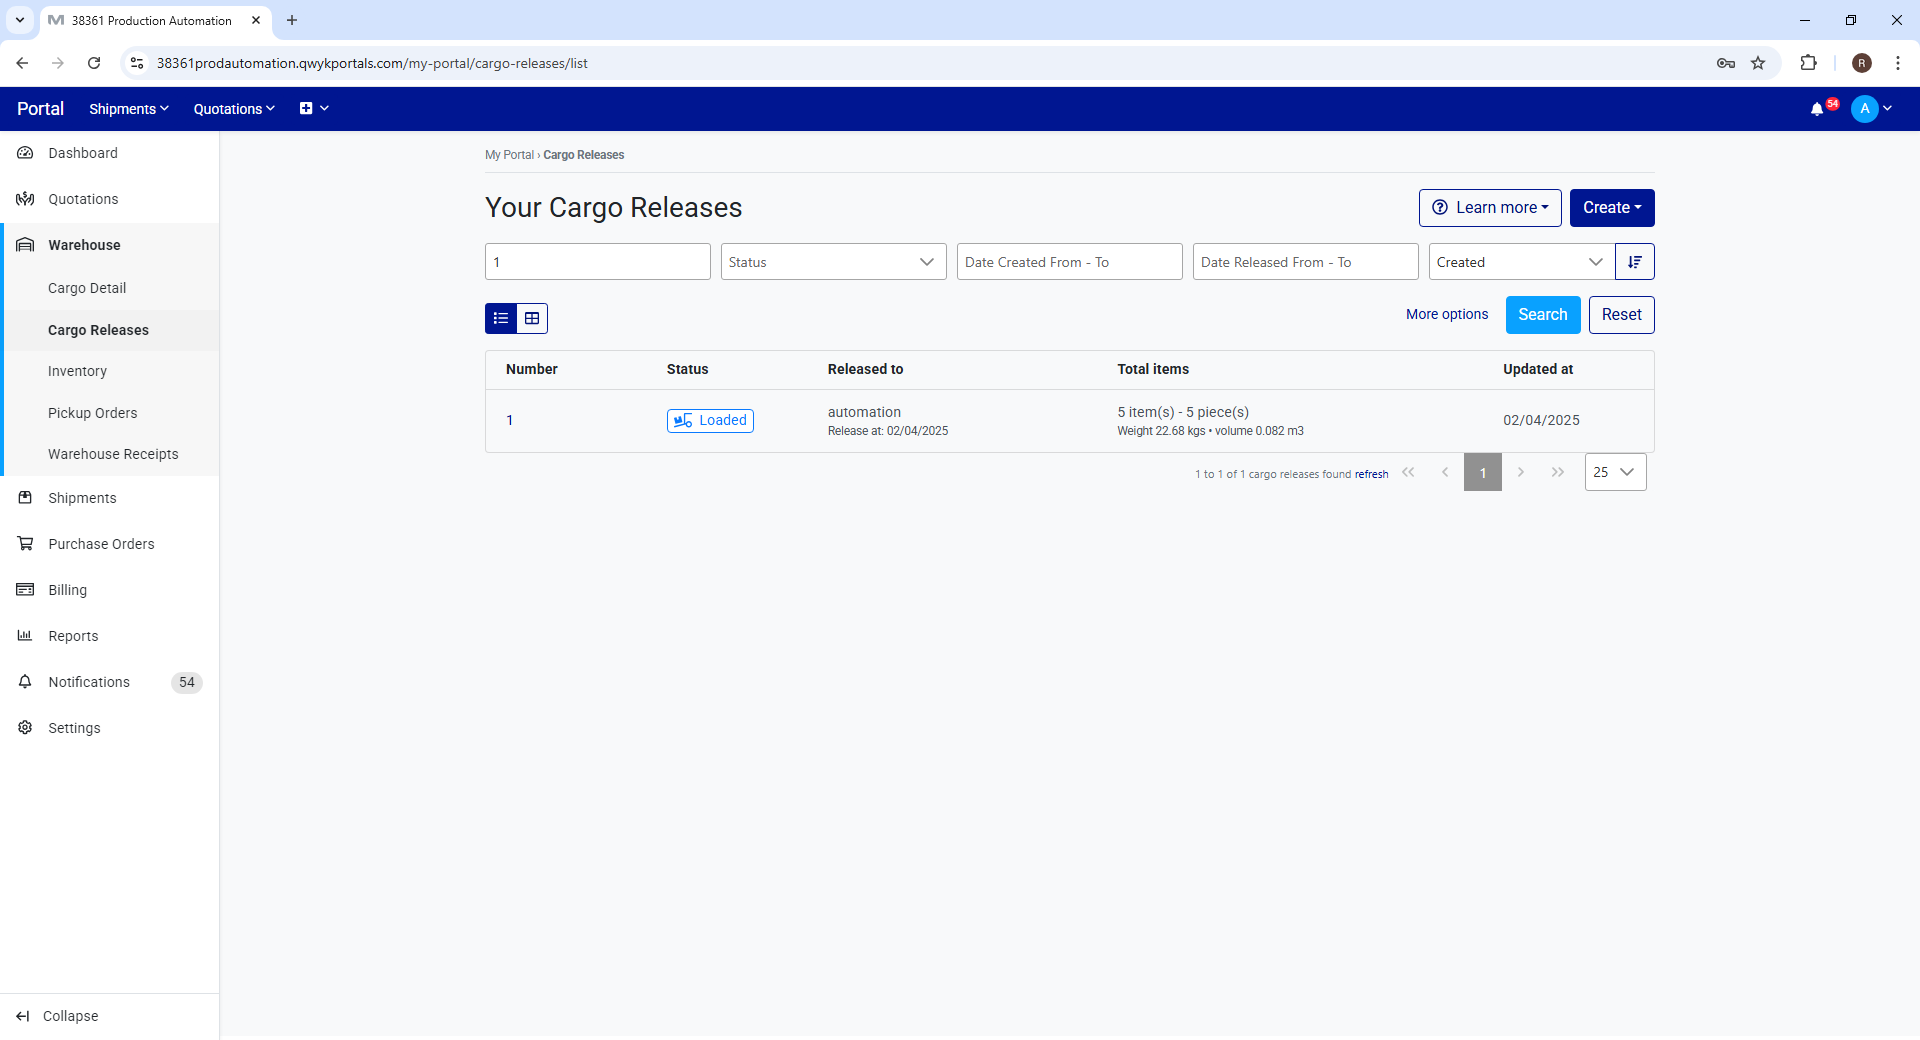 38361 Production Automation
38361prodautomation.qwykportals.com/my-portal/cargo-releases/list
R
Portal
Shipments
Quotations
54
A
Dashboard
Quotations
Warehouse
Cargo Detail
Cargo Releases
Inventory
Pickup Orders
Warehouse Receipts
Shipments
Purchase Orders
Billing
Reports
Notifications 54
Settings
Collapse
My Portal › Cargo Releases
Your Cargo Releases
Learn more
Create
1
Status
Date Created From - To
Date Released From - To
Created
More options
Search
Reset
Number Status Released to Total items Updated at
1 Loaded automation 5 item(s) - 5 piece(s) 02/04/2025
Release at: 02/04/2025 Weight 22.68 kgs • volume 0.082 m3
1 to 1 of 1 cargo releases found refresh 1 25